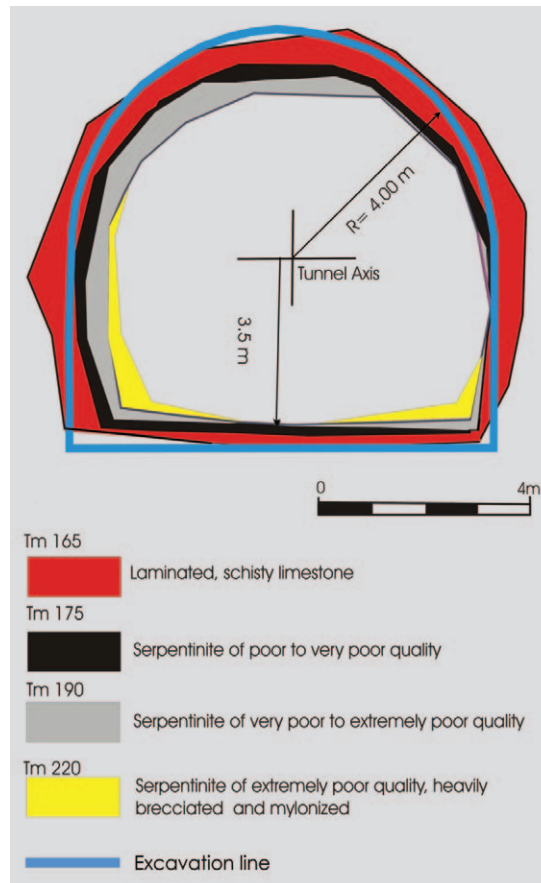 R= 4.00 m
Tunnel Axis
3.5 m
0 4m
Tm 165
Laminated, schisty limestone
Tm 175
Serpentinite of poor to very poor quality
Tm 190
Serpentinite of very poor to extremely poor quality
Tm 220
Serpentinite of extremely poor quality, heavily
brecciated and mylonized
Excavation line